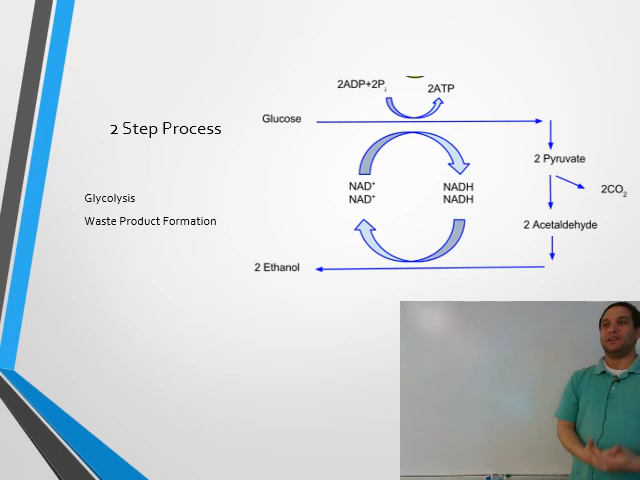 2 Step Process
Glycolysis
Waste Product Formation
2ADP+2Pi
2ATP
Glucose
2 Pyruvate
NAD+
NAD+
NADH
NADH
2CO2
2 Acetaldehyde
2 Ethanol